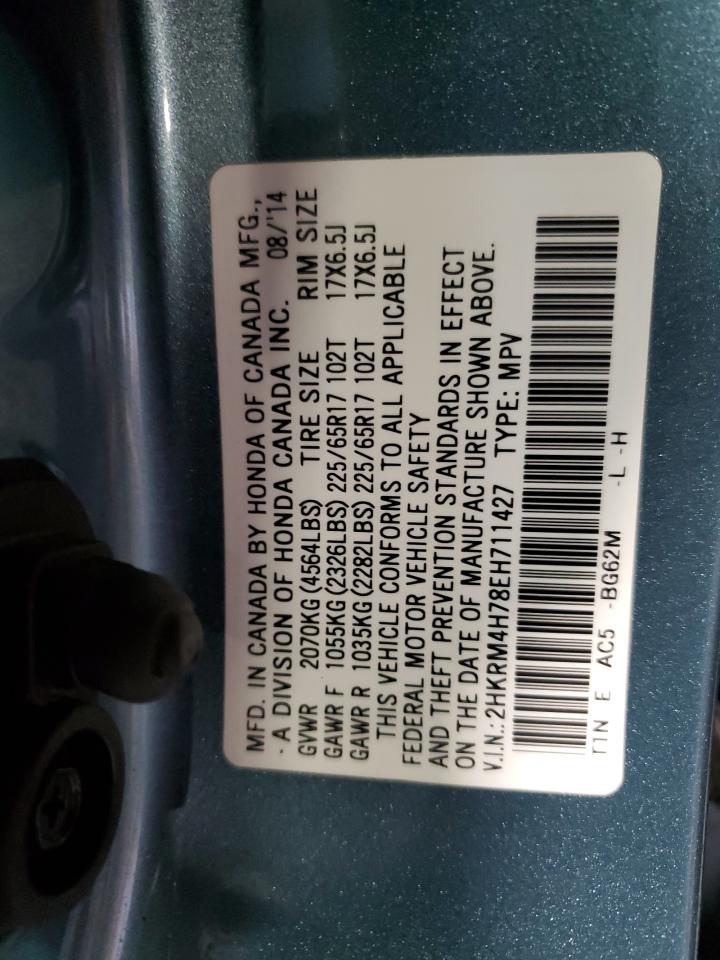 MFD. IN CANADA BY HONDA OF CANADA MFG.,
- A DIVISION OF HONDA CANADA INC. 08/'14
GVWR 2070KG(4564LBS) TIRE SIZE RIM SIZE
GAWR F 1055KG(2326LBS) 225/65R17 102T 17X6.5J
GAWR R 1035KG(2282LBS) 225/65R17 102T 17X6.5J
THIS VEHICLE CONFORMS TO ALL APPLICABLE
FEDERAL MOTOR VEHICLE SAFETY
AND THEFT PREVENTION STANDARDS IN EFFECT
ON THE DATE OF MANUFACTURE SHOWN ABOVE.
V.I.N.: 2HKRM4H78EH711427 TYPE: MPV
T1N E AC5 -BG62M -L -H